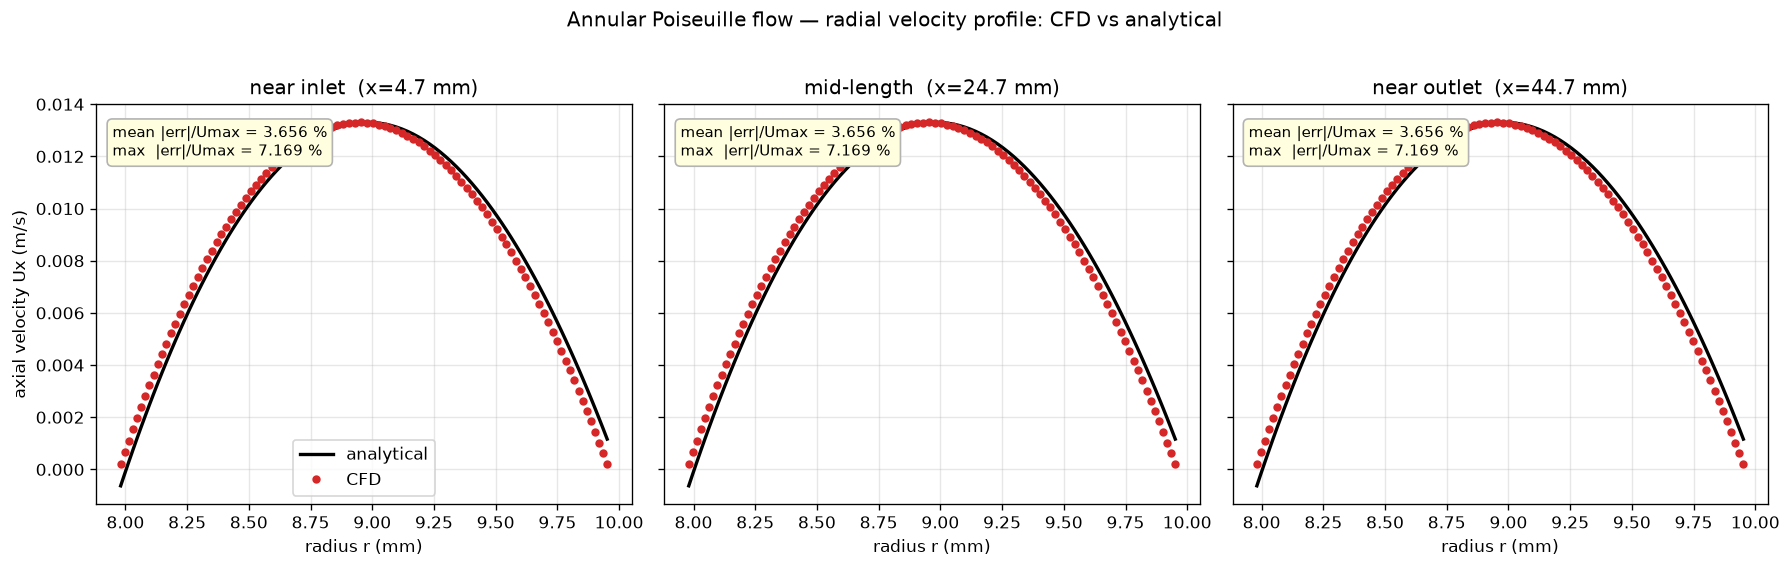 Annular Poiseuille flow — radial velocity profile: CFD vs analytical
near inlet  (x=4.7 mm)
mid-length  (x=24.7 mm)
near outlet  (x=44.7 mm)
0.014
0.012
0.010
0.008
0.006
0.004
0.002
0.000
axial velocity Ux (m/s)
mean |err|/Umax = 3.656 %
max  |err|/Umax = 7.169 %
analytical
CFD
8.00 8.25 8.50 8.75 9.00 9.25 9.50 9.75 10.00
radius r (mm)
mean |err|/Umax = 3.656 %
max  |err|/Umax = 7.169 %
8.00 8.25 8.50 8.75 9.00 9.25 9.50 9.75 10.00
radius r (mm)
mean |err|/Umax = 3.656 %
max  |err|/Umax = 7.169 %
8.00 8.25 8.50 8.75 9.00 9.25 9.50 9.75 10.00
radius r (mm)